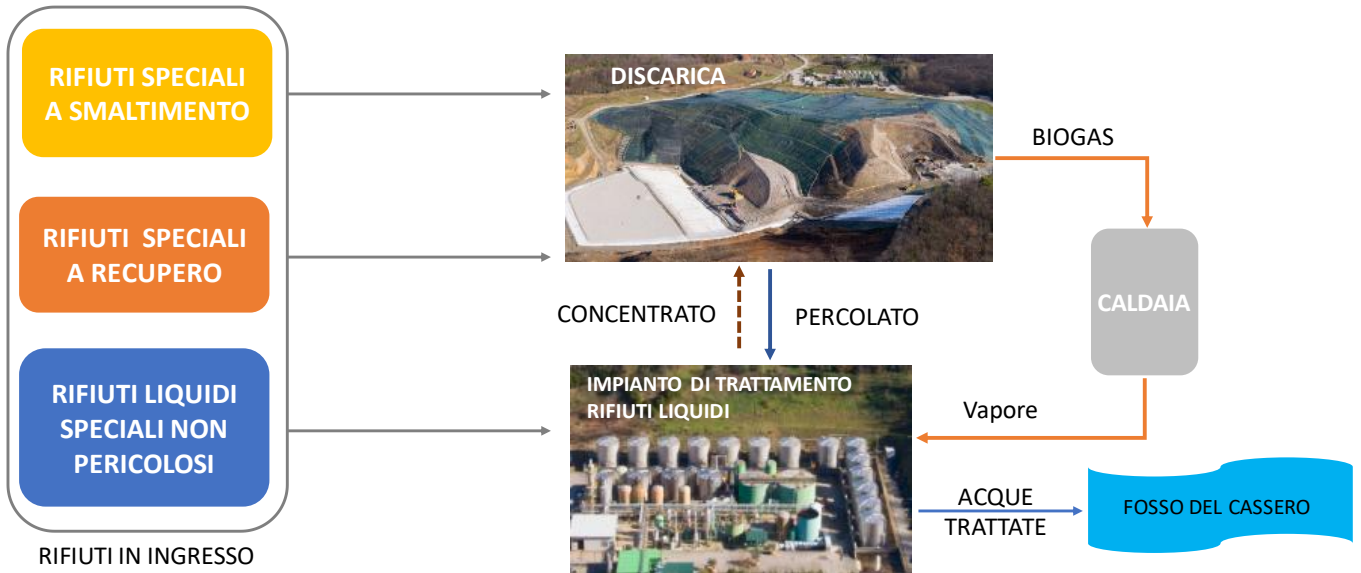 RIFIUTI SPECIALI
A SMALTIMENTO
RIFIUTI SPECIALI
A RECUPERO
RIFIUTI LIQUIDI
SPECIALI NON
PERICOLOSI
RIFIUTI IN INGRESSO
DISCARICA
BIOGAS
CALDAIA
CONCENTRATO
PERCOLATO
IMPIANTO DI TRATTAMENTO
RIFIUTI LIQUIDI
Vapore
ACQUE
TRATTATE
FOSSO DEL CASSERO